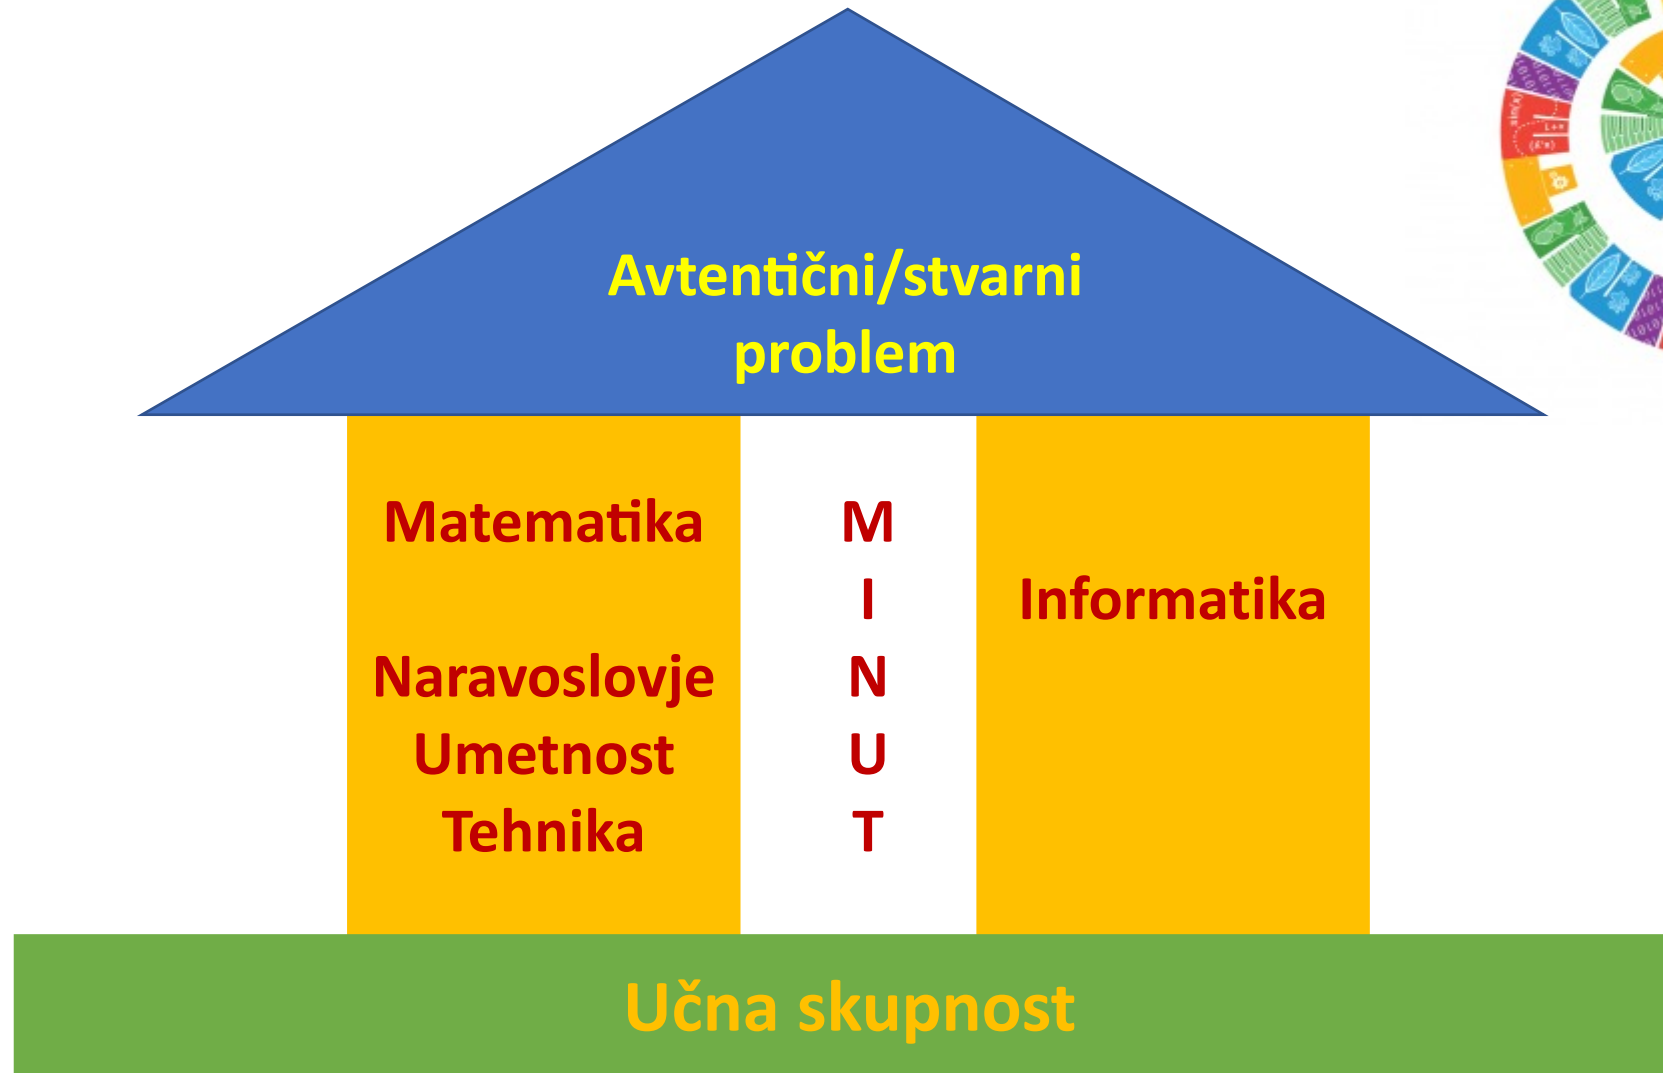 Avtentični/stvarni
problem
Matematika
M
I
Informatika
Naravoslovje
N
Umetnost
U
Tehnika
T
Učna skupnost